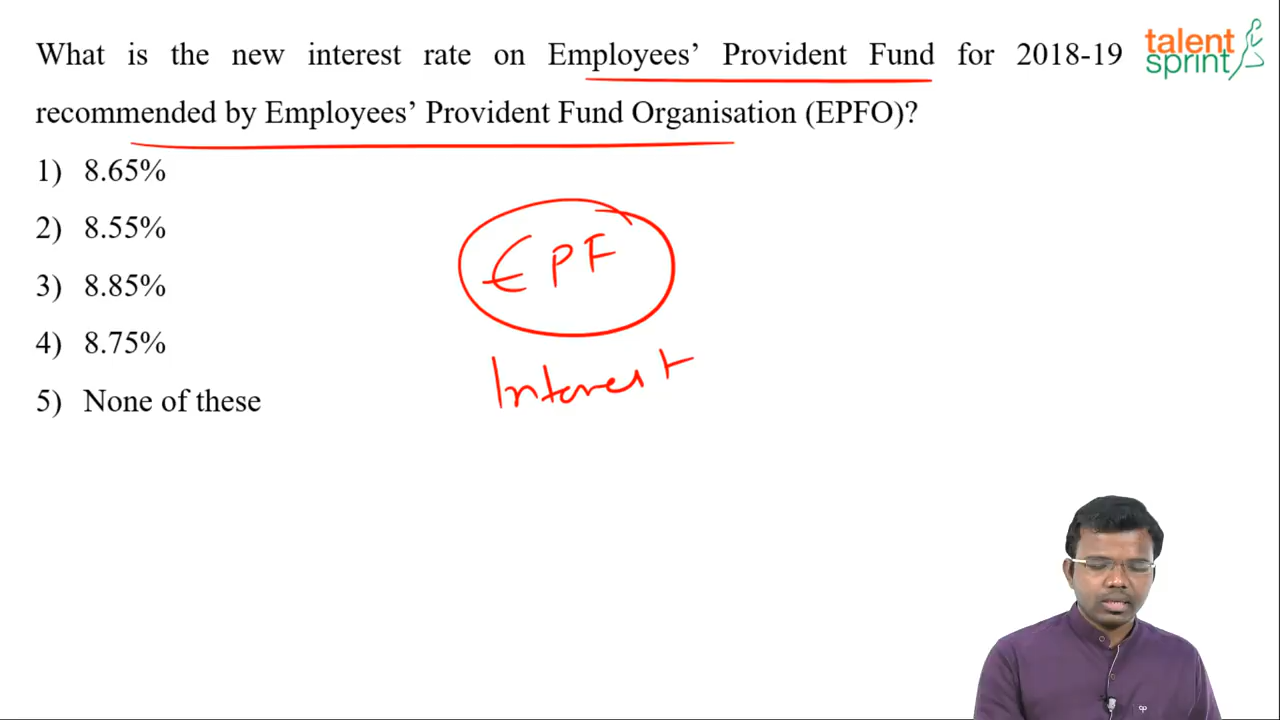 What is the new interest rate on Employees’ Provident Fund for 2018-19
recommended by Employees’ Provident Fund Organisation (EPFO)?
1) 8.65%
2) 8.55%
3) 8.85%
4) 8.75%
5) None of these
EPF
Interest
talent
sprint